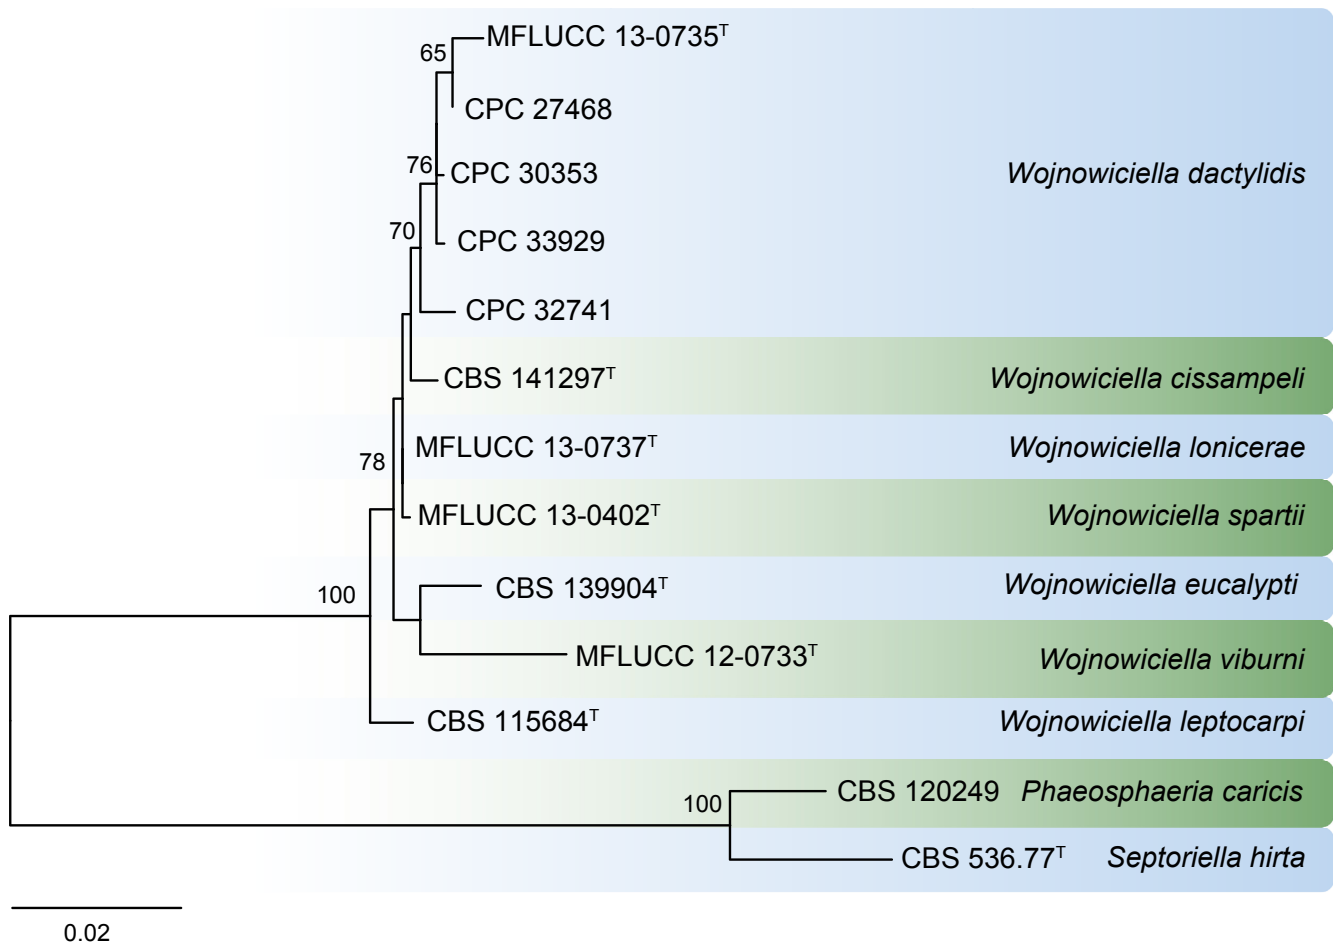 MFLUCC 13-0735ᵀ
65
CPC 27468
76
CPC 30353
Wojnowiciella dactylidis
70
CPC 33929
CPC 32741
CBS 141297ᵀ Wojnowiciella cissampeli
MFLUCC 13-0737ᵀ Wojnowiciella lonicerae
78
MFLUCC 13-0402ᵀ Wojnowiciella spartii
CBS 139904ᵀ Wojnowiciella eucalypti
100
MFLUCC 12-0733ᵀ Wojnowiciella viburni
CBS 115684ᵀ Wojnowiciella leptocarpi
CBS 120249 Phaeosphaeria caricis
100
CBS 536.77ᵀ Septoriella hirta
0.02